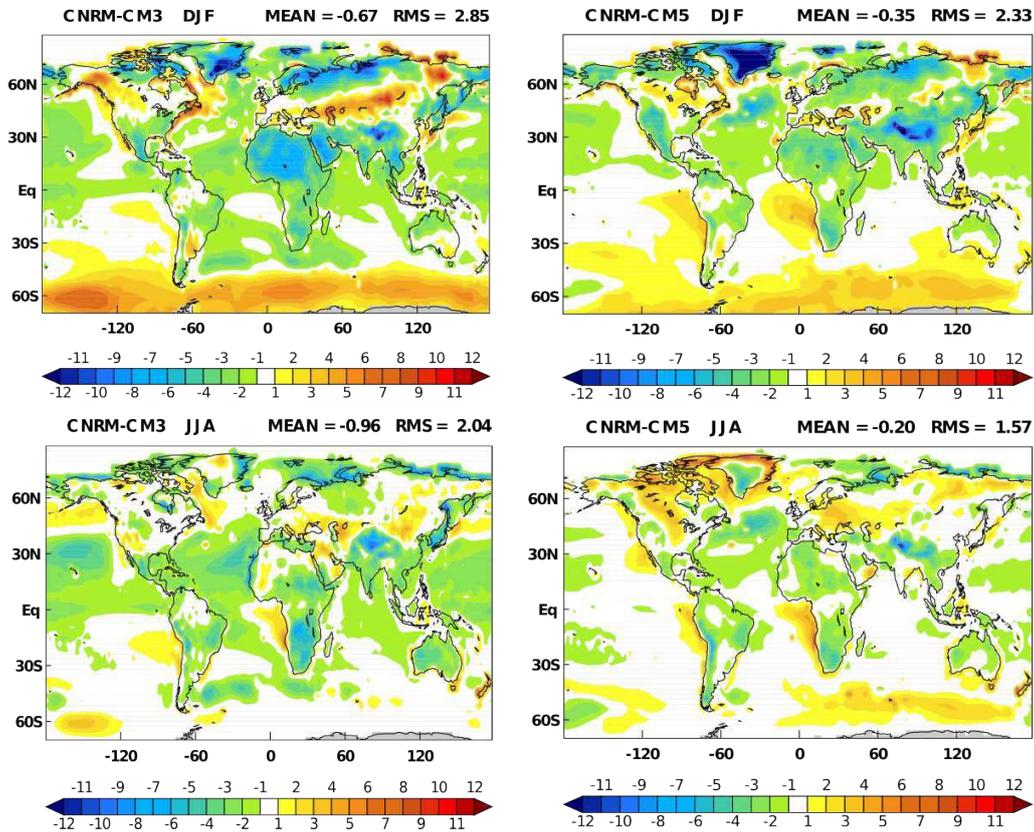 CNRM-CM3 DJF MEAN = -0.67 RMS = 2.85
60N
30N
Eq
30S
60S
-120 -60 0 60 120
-11 -9 -7 -5 -3 -1 2 4 6 8 10 12
-12 -10 -8 -6 -4 -2 1 3 5 7 9 11
CNRM-CM5 DJF MEAN = -0.35 RMS = 2.33
60N
30N
Eq
30S
60S
-120 -60 0 60 120
-11 -9 -7 -5 -3 -1 2 4 6 8 10 12
-12 -10 -8 -6 -4 -2 1 3 5 7 9 11
CNRM-CM3 JJA MEAN = -0.96 RMS = 2.04
60N
30N
Eq
30S
60S
-120 -60 0 60 120
-11 -9 -7 -5 -3 -1 2 4 6 8 10 12
-12 -10 -8 -6 -4 -2 1 3 5 7 9 11
CNRM-CM5 JJA MEAN = -0.20 RMS = 1.57
60N
30N
Eq
30S
60S
-120 -60 0 60 120
-11 -9 -7 -5 -3 -1 2 4 6 8 10 12
-12 -10 -8 -6 -4 -2 1 3 5 7 9 11